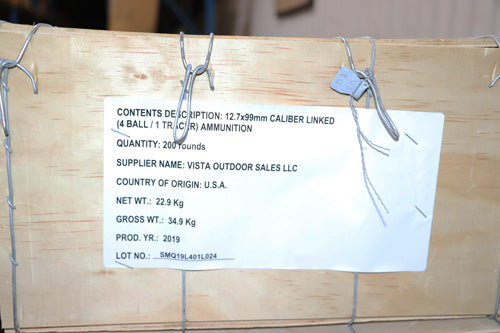 CONTENTS DESCRIPTION: 12.7x99mm CALIBER LINKED
(4 BALL / 1 TRACER) AMMUNITION
QUANTITY: 200 rounds
SUPPLIER NAME: VISTA OUTDOOR SALES LLC
COUNTRY OF ORIGIN: U.S.A.
NET WT.: 22.9 Kg
GROSS WT.: 34.9 Kg
PROD. YR.: 2019
LOT NO.: SMQ19L401L024